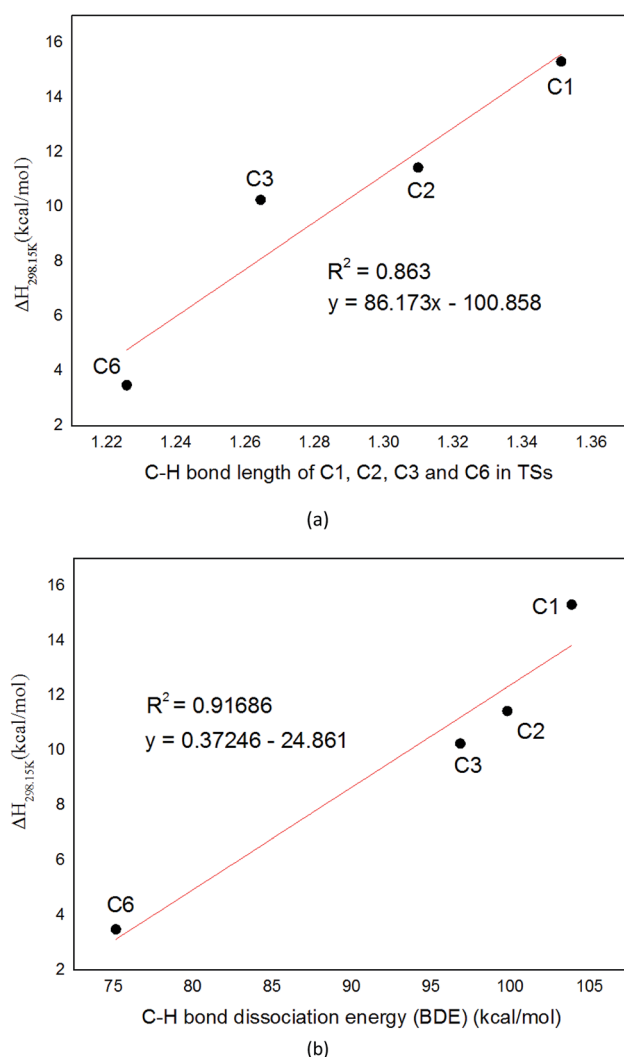 16
14
12
10
8
6
4
2
ΔH298.15K(kcal/mol)
C1
C2
C3
C6
R² = 0.863
y = 86.173x - 100.858
1.22 1.24 1.26 1.28 1.30 1.32 1.34 1.36
C-H bond length of C1, C2, C3 and C6 in TSs
(a)
16
14
12
10
8
6
4
2
ΔH298.15K(kcal/mol)
C1
C2
C3
C6
R² = 0.91686
y = 0.37246 - 24.861
75 80 85 90 95 100 105
C-H bond dissociation energy (BDE) (kcal/mol)
(b)